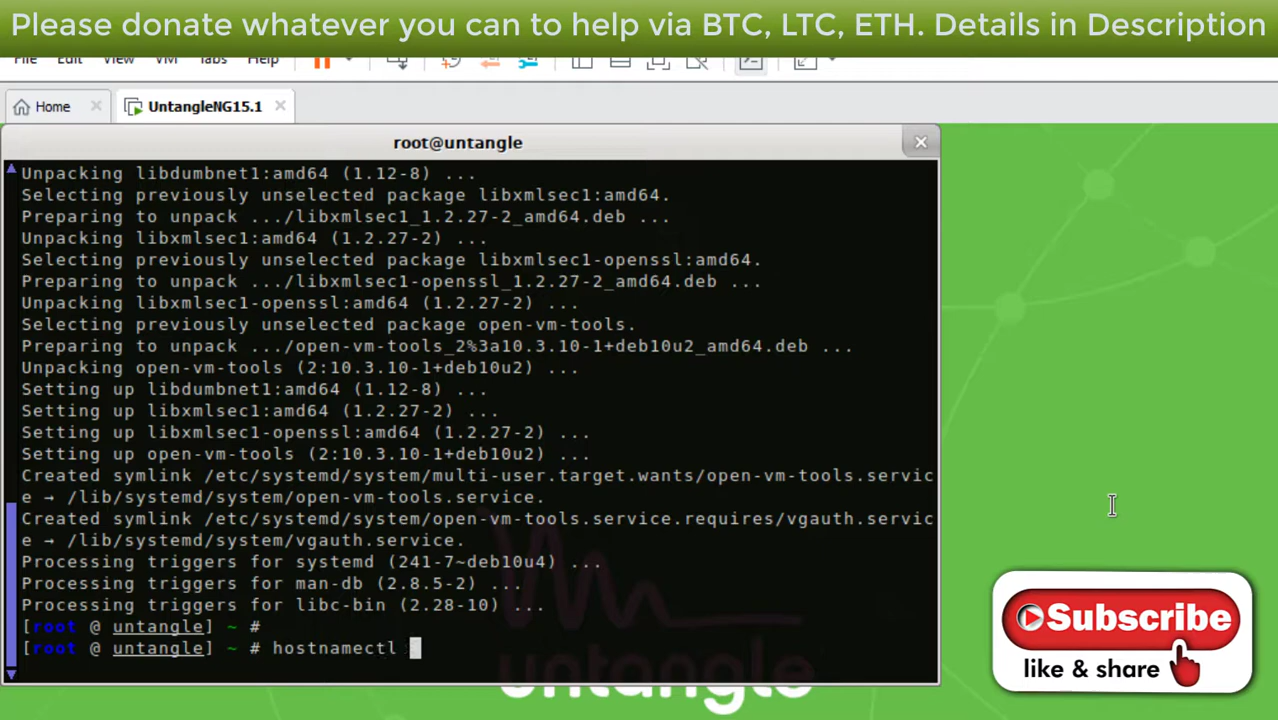 Please donate whatever you can to help via BTC, LTC, ETH. Details in Description
File Edit View VM Tabs Help
Home UntangleNG15.1
root@untangle
Unpacking libdumbnet1:amd64 (1.12-8) ...
Selecting previously unselected package libxmlsec1:amd64.
Preparing to unpack .../libxmlsec1_1.2.27-2_amd64.deb ...
Unpacking libxmlsec1:amd64 (1.2.27-2) ...
Selecting previously unselected package libxmlsec1-openssl:amd64.
Preparing to unpack .../libxmlsec1-openssl_1.2.27-2_amd64.deb ...
Unpacking libxmlsec1-openssl:amd64 (1.2.27-2) ...
Selecting previously unselected package open-vm-tools.
Preparing to unpack .../open-vm-tools_2%3a10.3.10-1+deb10u2_amd64.deb ...
Unpacking open-vm-tools (2:10.3.10-1+deb10u2) ...
Setting up libdumbnet1:amd64 (1.12-8) ...
Setting up libxmlsec1:amd64 (1.2.27-2) ...
Setting up libxmlsec1-openssl:amd64 (1.2.27-2) ...
Setting up open-vm-tools (2:10.3.10-1+deb10u2) ...
Created symlink /etc/systemd/system/multi-user.target.wants/open-vm-tools.servic
e → /lib/systemd/system/open-vm-tools.service.
Created symlink /etc/systemd/system/open-vm-tools.service.requires/vgauth.servic
e → /lib/systemd/system/vgauth.service.
Processing triggers for systemd (241-7~deb10u4) ...
Processing triggers for man-db (2.8.5-2) ...
Processing triggers for libc-bin (2.28-10) ...
[root @ untangle] ~ #
[root @ untangle] ~ # hostnamectl
untangle
Subscribe
like & share